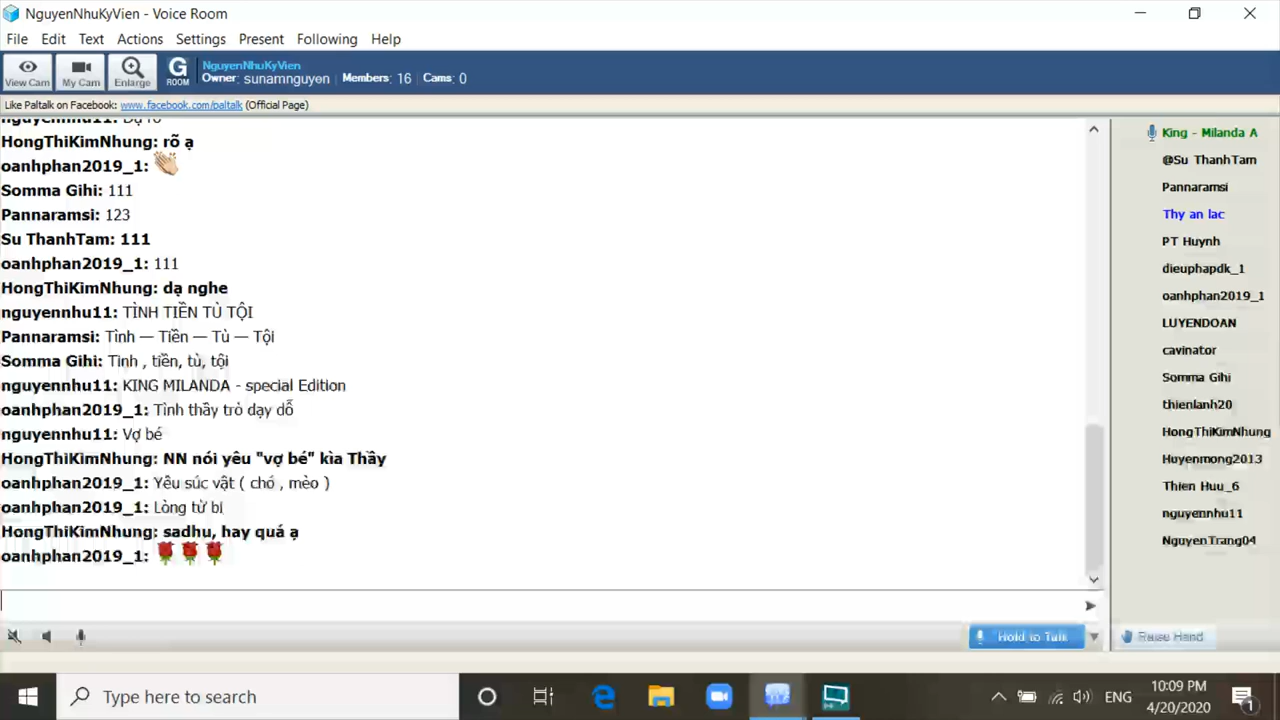 NguyenNhuKyVien - Voice Room
File Edit Text Actions Settings Present Following Help
View Cam My Cam Enlarge G ROOM
NguyenNhuKyVien
Owner: sunamnguyen Members: 16 Cams: 0
Like Paltalk on Facebook: www.facebook.com/paltalk (Official Page)
nguyennhu11: Dạ rõ
HongThiKimNhung: rõ ạ
oanhphan2019_1:
Somma Gihi: 111
Pannaramsi: 123
Su ThanhTam: 111
oanhphan2019_1: 111
HongThiKimNhung: dạ nghe
nguyennhu11: TÌNH TIỀN TÙ TỘI
Pannaramsi: Tình — Tiền — Tù — Tội
Somma Gihi: Tình , tiền, tù, tội
nguyennhu11: KING MILANDA - special Edition
oanhphan2019_1: Tình thầy trò dạy dỗ
nguyennhu11: Vợ bé
HongThiKimNhung: NN nói yêu "vợ bé" kìa Thầy
oanhphan2019_1: Yêu súc vật ( chó , mèo )
oanhphan2019_1: Lòng từ bi
HongThiKimNhung: sadhu, hay quá ạ
oanhphan2019_1:
King - Milanda A
@Su ThanhTam
Pannaramsi
Thy an lac
PT Huynh
dieuphapdk_1
oanhphan2019_1
LUYENDOAN
cavinator
Somma Gihi
thienlanh20
HongThiKimNhung
Huyenmong2013
Thien Huu_6
nguyennhu11
NguyenTrang04
Hold to Talk Raise Hand
Type here to search
ENG
10:09 PM
4/20/2020
1